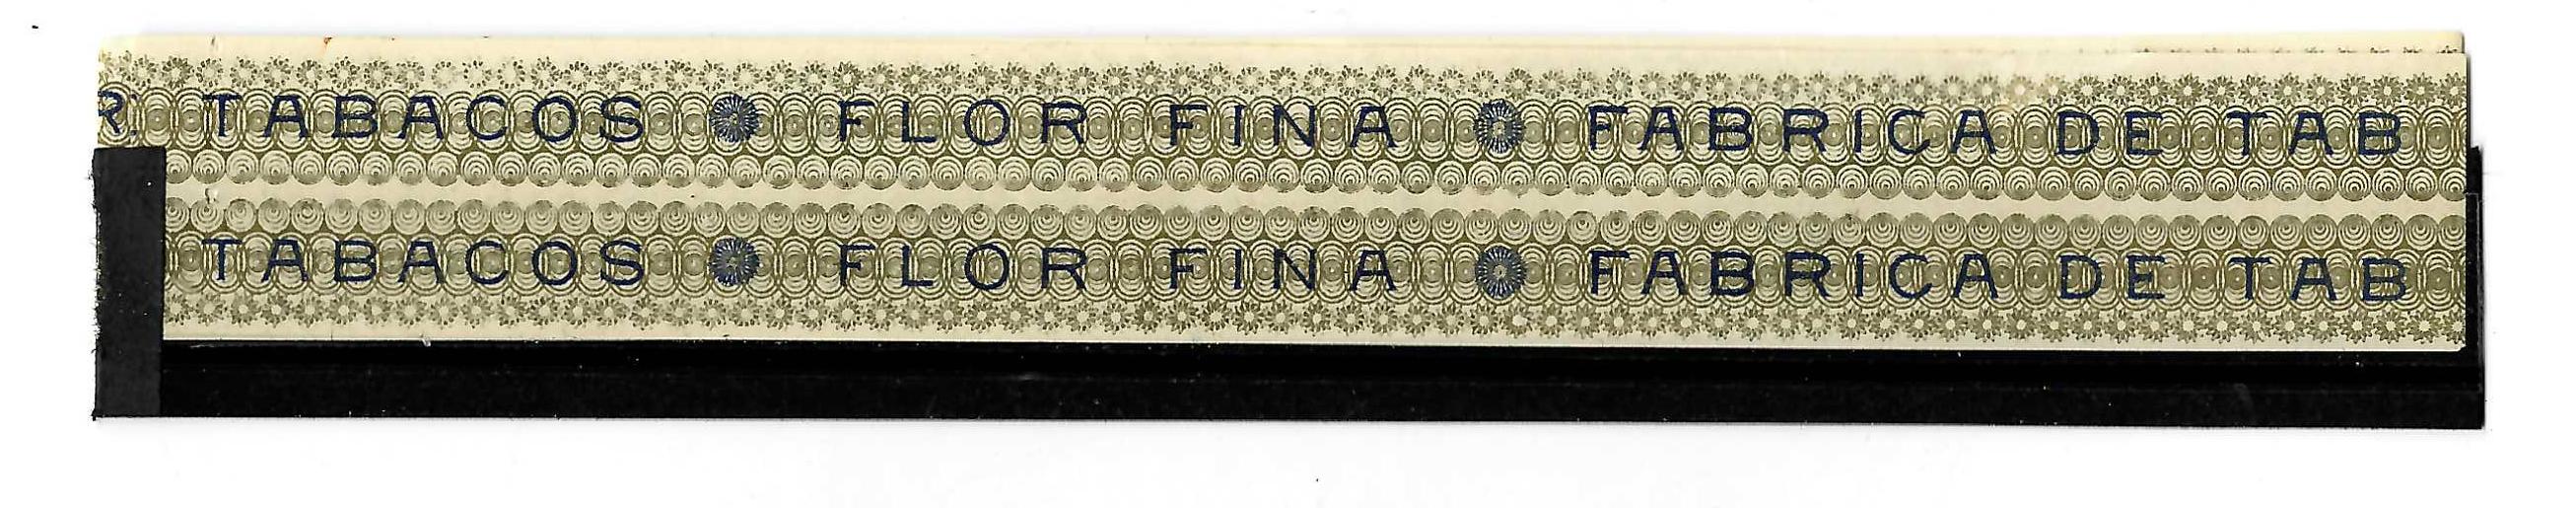 TABACOS FLOR FINA FABRICA DE TAB
TABACOS FLOR FINA FABRICA DE TAB